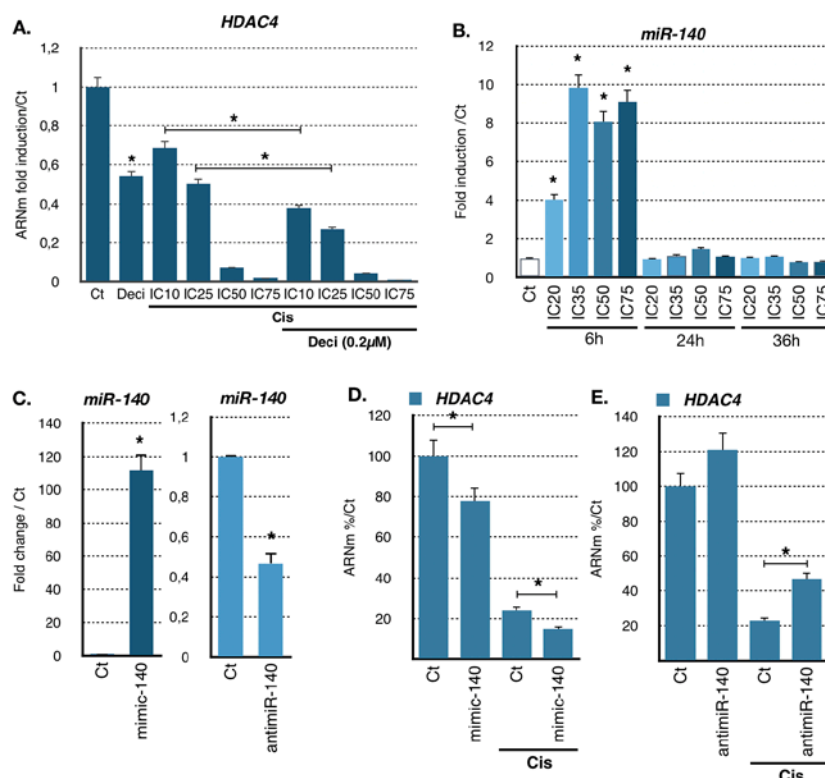 A.
HDAC4
ARNm fold induction/Ct
1,2
1
0,8
0,6
0,4
0,2
0
*
*
*
Ct Deci IC10 IC25 IC50 IC75 IC10 IC25 IC50 IC75
Cis
Deci (0.2µM)
B.
miR-140
Fold induction /Ct
12
10
8
6
4
2
0
*
*
*
*
Ct IC20 IC35 IC50 IC75 IC20 IC35 IC50 IC75 IC20 IC35 IC50 IC75
6h 24h 36h
C.
miR-140
Fold change / Ct
140
120
100
80
60
40
20
0
*
Ct mimic-140
miR-140
1,2
1
0,8
0,6
0,4
0,2
0
*
Ct antimiR-140
D.
HDAC4
ARNm %/Ct
120
100
80
60
40
20
*
*
Ct mimic-140 Ct mimic-140
Cis
E.
HDAC4
ARNm %/Ct
140
120
100
80
60
40
20
*
Ct antimiR-140 Ct antimiR-140
Cis